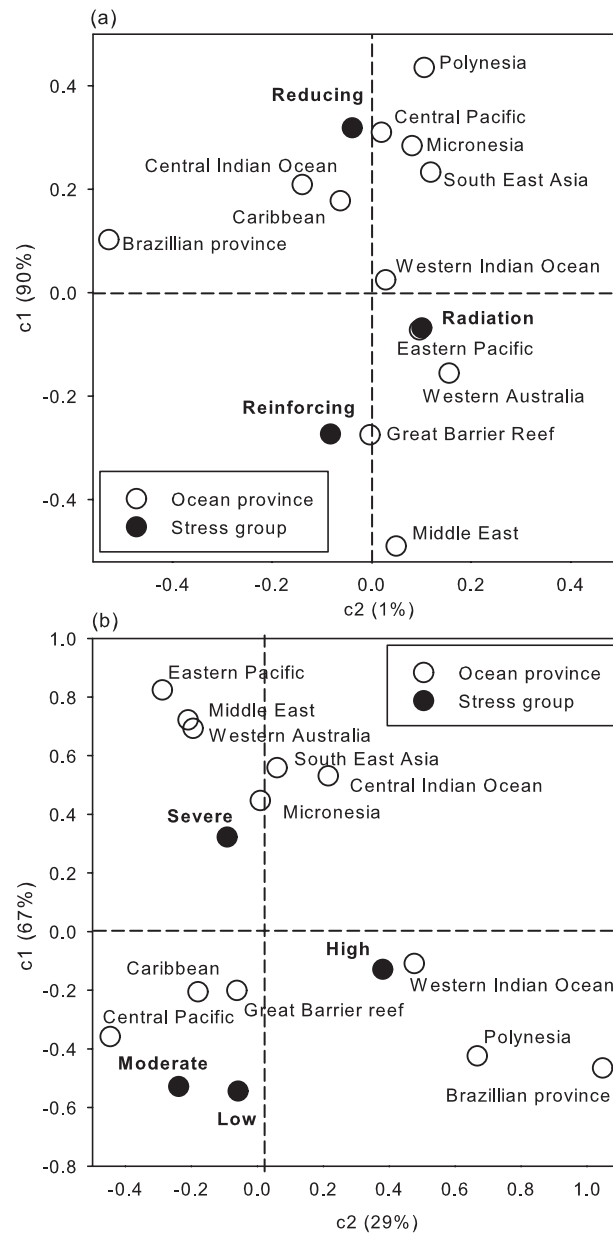 (a)
0.4
0.2
0.0
-0.2
-0.4
c1 (90%)
Polynesia
Reducing
Central Pacific
Micronesia
Central Indian Ocean
South East Asia
Caribbean
Brazillian province
Western Indian Ocean
Radiation
Eastern Pacific
Western Australia
Reinforcing
Great Barrier Reef
Ocean province
Stress group
Middle East
-0.4
-0.2
0.0
0.2
0.4
c2 (1%)
(b)
1.0
0.8
0.6
0.4
0.2
0.0
-0.2
-0.4
-0.6
-0.8
c1 (67%)
Eastern Pacific
Ocean province
Stress group
Middle East
Western Australia
South East Asia
Central Indian Ocean
Micronesia
Severe
High
Caribbean
Western Indian Ocean
Great Barrier reef
Central Pacific
Polynesia
Moderate
Brazillian province
Low
-0.4
-0.2
0.0
0.2
0.4
0.6
0.8
1.0
c2 (29%)